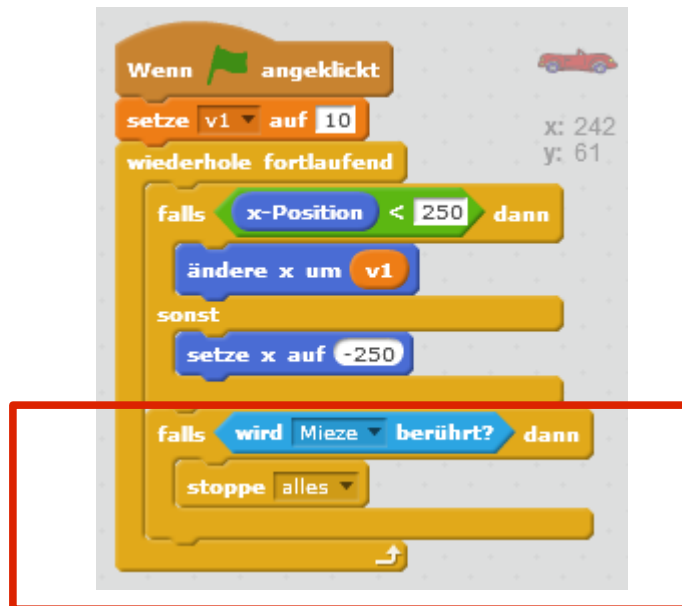 Wenn angeklickt
setze v1 auf 10
x: 242
y: 61
wiederhole fortlaufend
falls x-Position < 250 dann
ändere x um v1
sonst
setze x auf -250
falls wird Mieze berührt? dann
stoppe alles